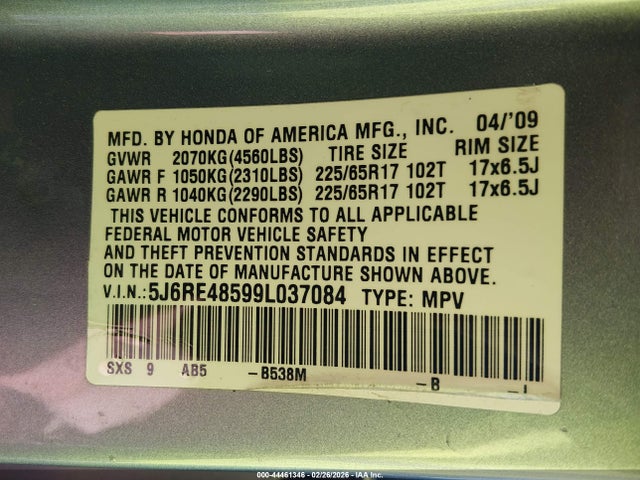 MFD. BY HONDA OF AMERICA MFG., INC. 04/'09
GVWR 2070KG(4560LBS) TIRE SIZE RIM SIZE
GAWR F 1050KG(2310LBS) 225/65R17 102T 17x6.5J
GAWR R 1040KG(2290LBS) 225/65R17 102T 17x6.5J
THIS VEHICLE CONFORMS TO ALL APPLICABLE
FEDERAL MOTOR VEHICLE SAFETY
AND THEFT PREVENTION STANDARDS IN EFFECT
ON THE DATE OF MANUFACTURE SHOWN ABOVE.
V.I.N.:5J6RE48599L037084 TYPE: MPV
SXS 9 AB5 -B538M -B -I
000-44461346 - 02/26/2026 - IAA Inc.